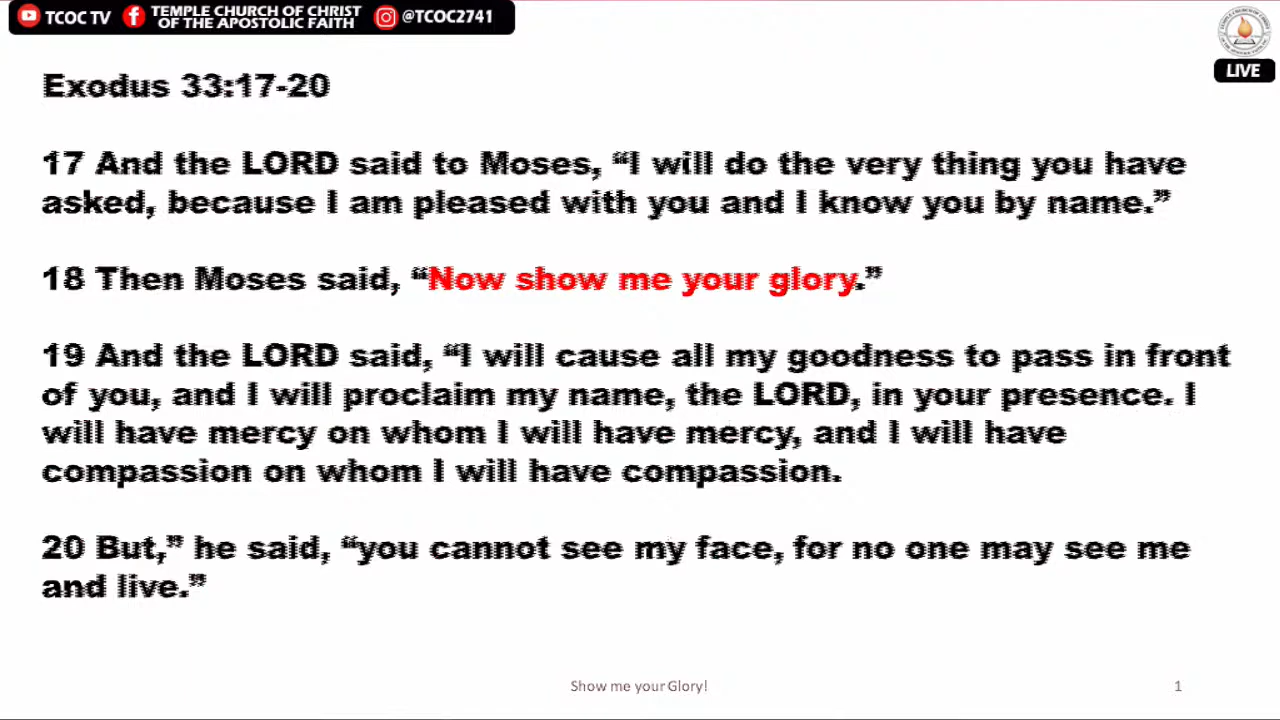 TCOC TV TEMPLE CHURCH OF CHRIST OF THE APOSTOLIC FAITH @TCOC2741
LIVE
Exodus 33:17-20
17 And the LORD said to Moses, “I will do the very thing you have
asked, because I am pleased with you and I know you by name.”
18 Then Moses said, “Now show me your glory.”
19 And the LORD said, “I will cause all my goodness to pass in front
of you, and I will proclaim my name, the LORD, in your presence. I
will have mercy on whom I will have mercy, and I will have
compassion on whom I will have compassion.
20 But,” he said, “you cannot see my face, for no one may see me
and live.”
Show me your Glory!
1